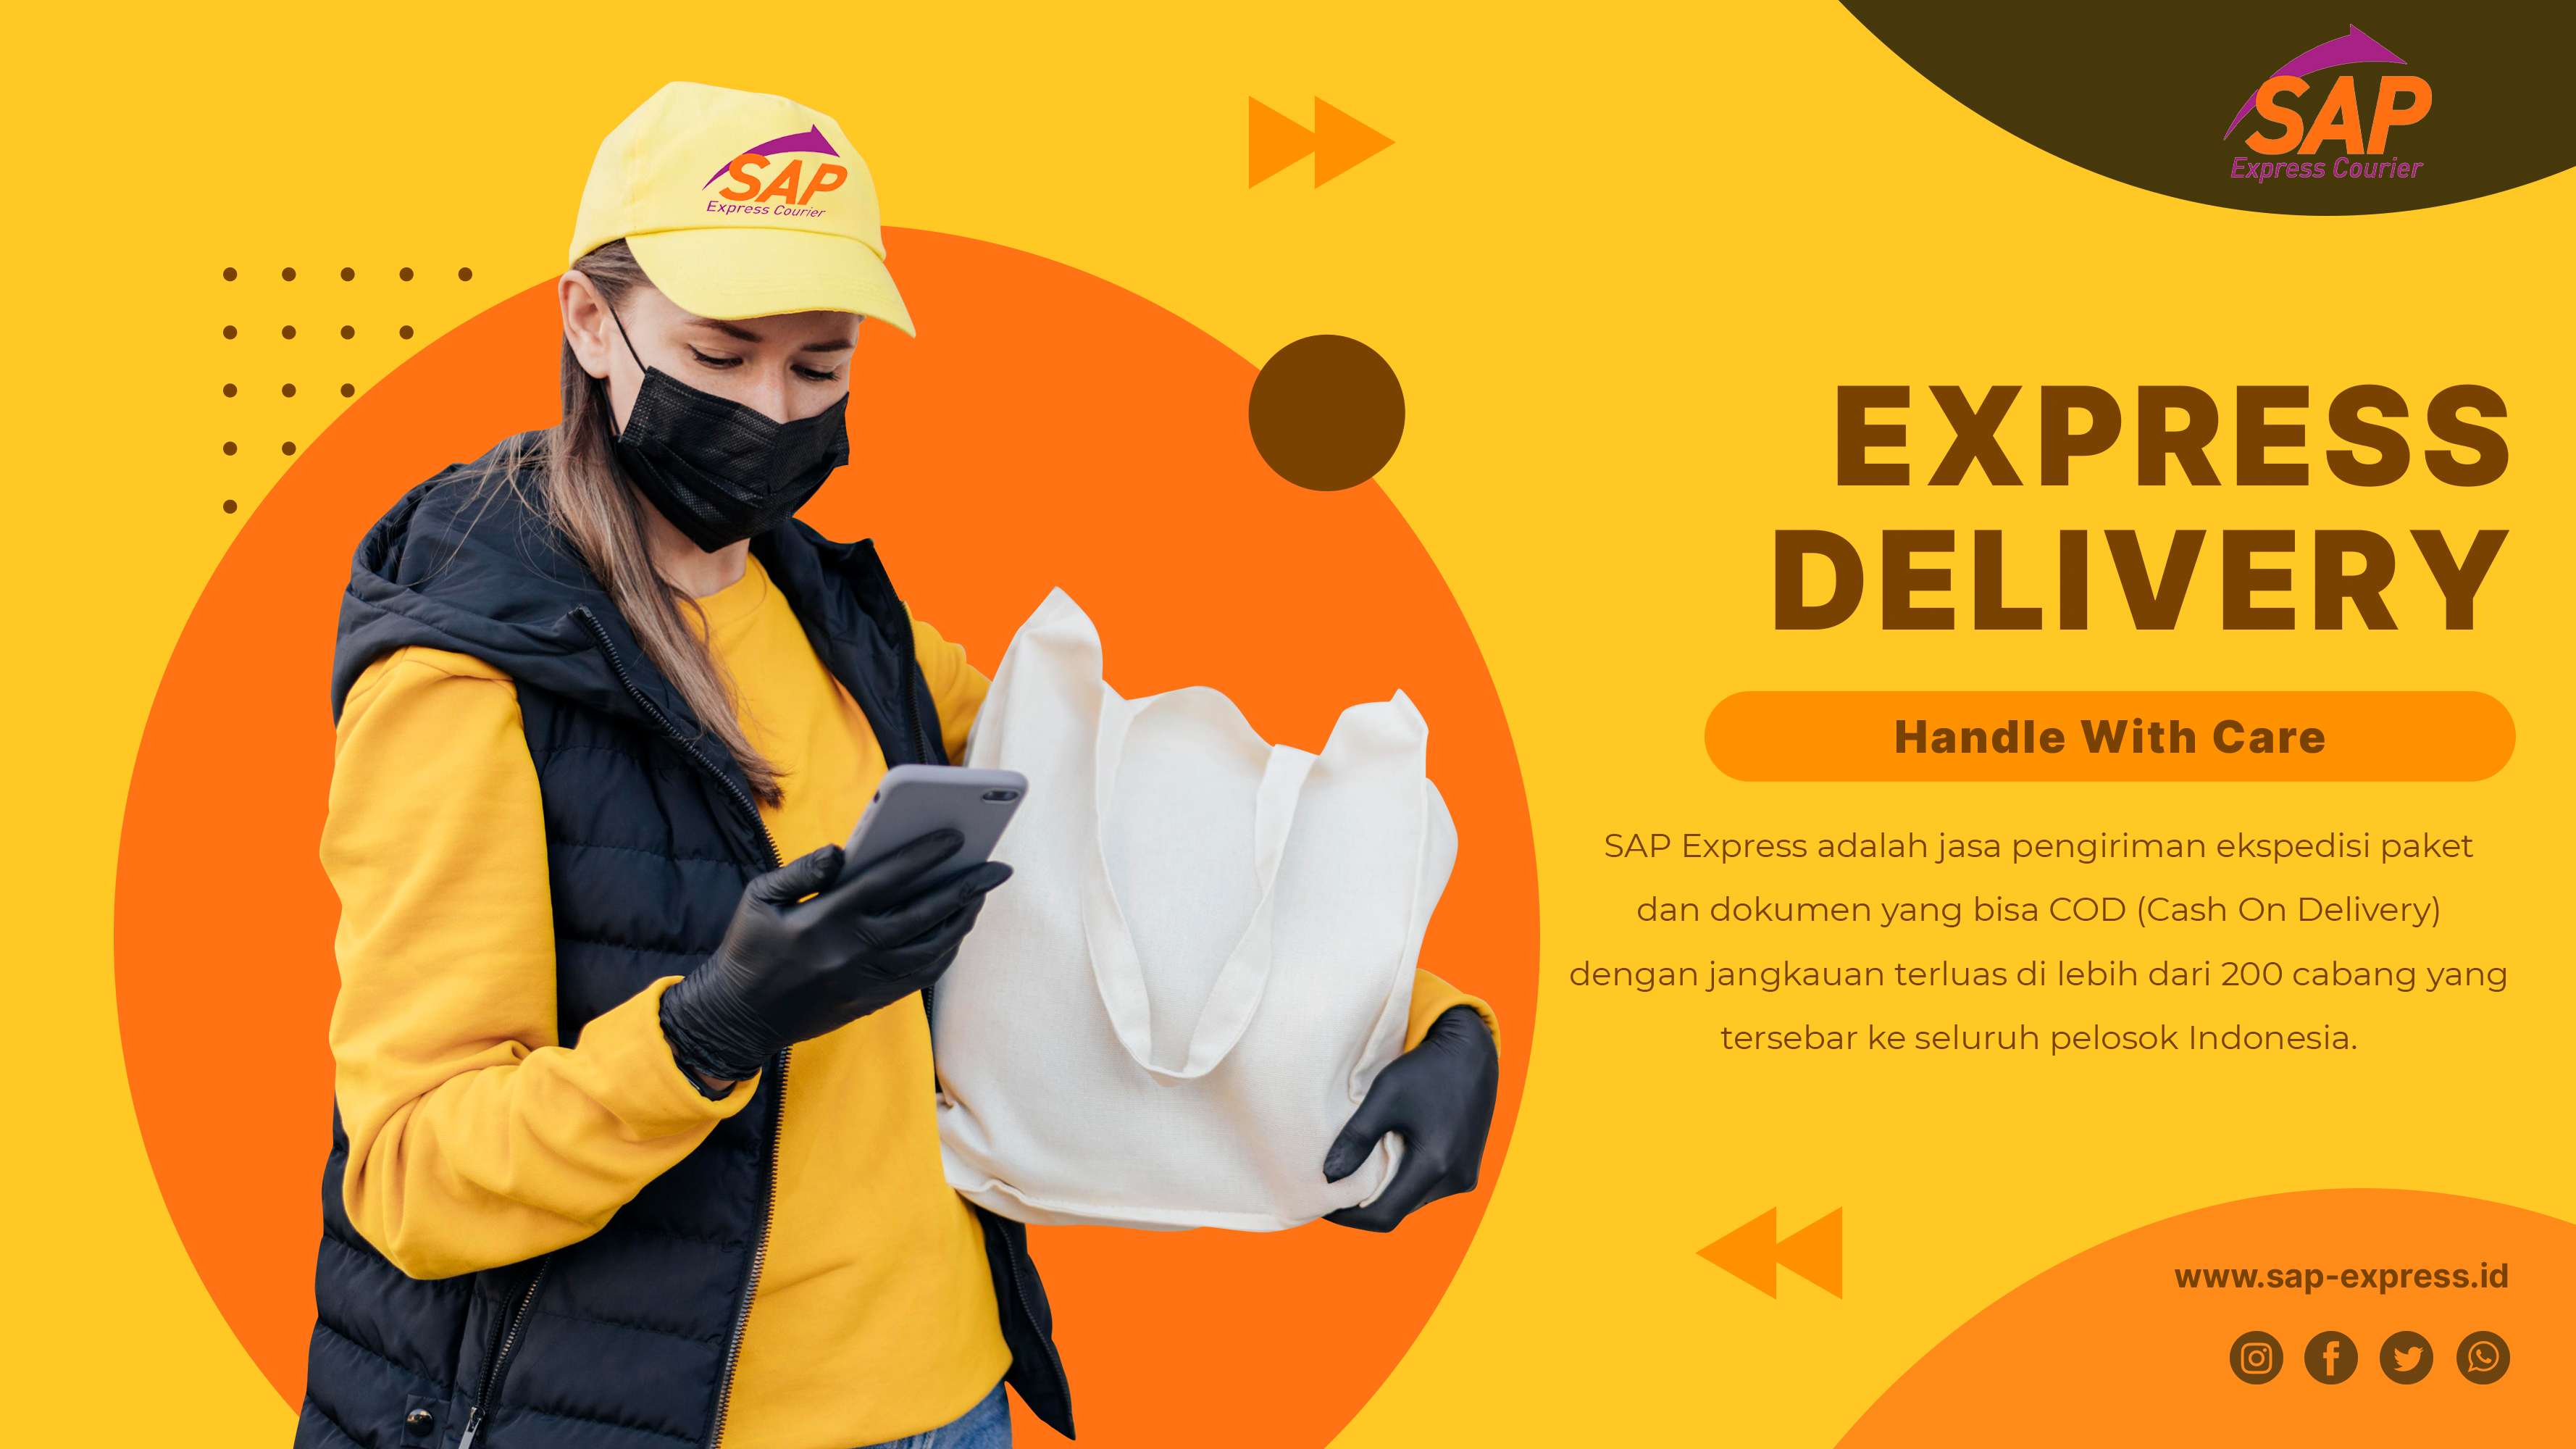 SAP
Express Courier
SAP
Express Courier
EXPRESS
DELIVERY
Handle With Care
SAP Express adalah jasa pengiriman ekspedisi paket
dan dokumen yang bisa COD (Cash On Delivery)
dengan jangkauan terluas di lebih dari 200 cabang yang
tersebar ke seluruh pelosok Indonesia.
www.sap-express.id